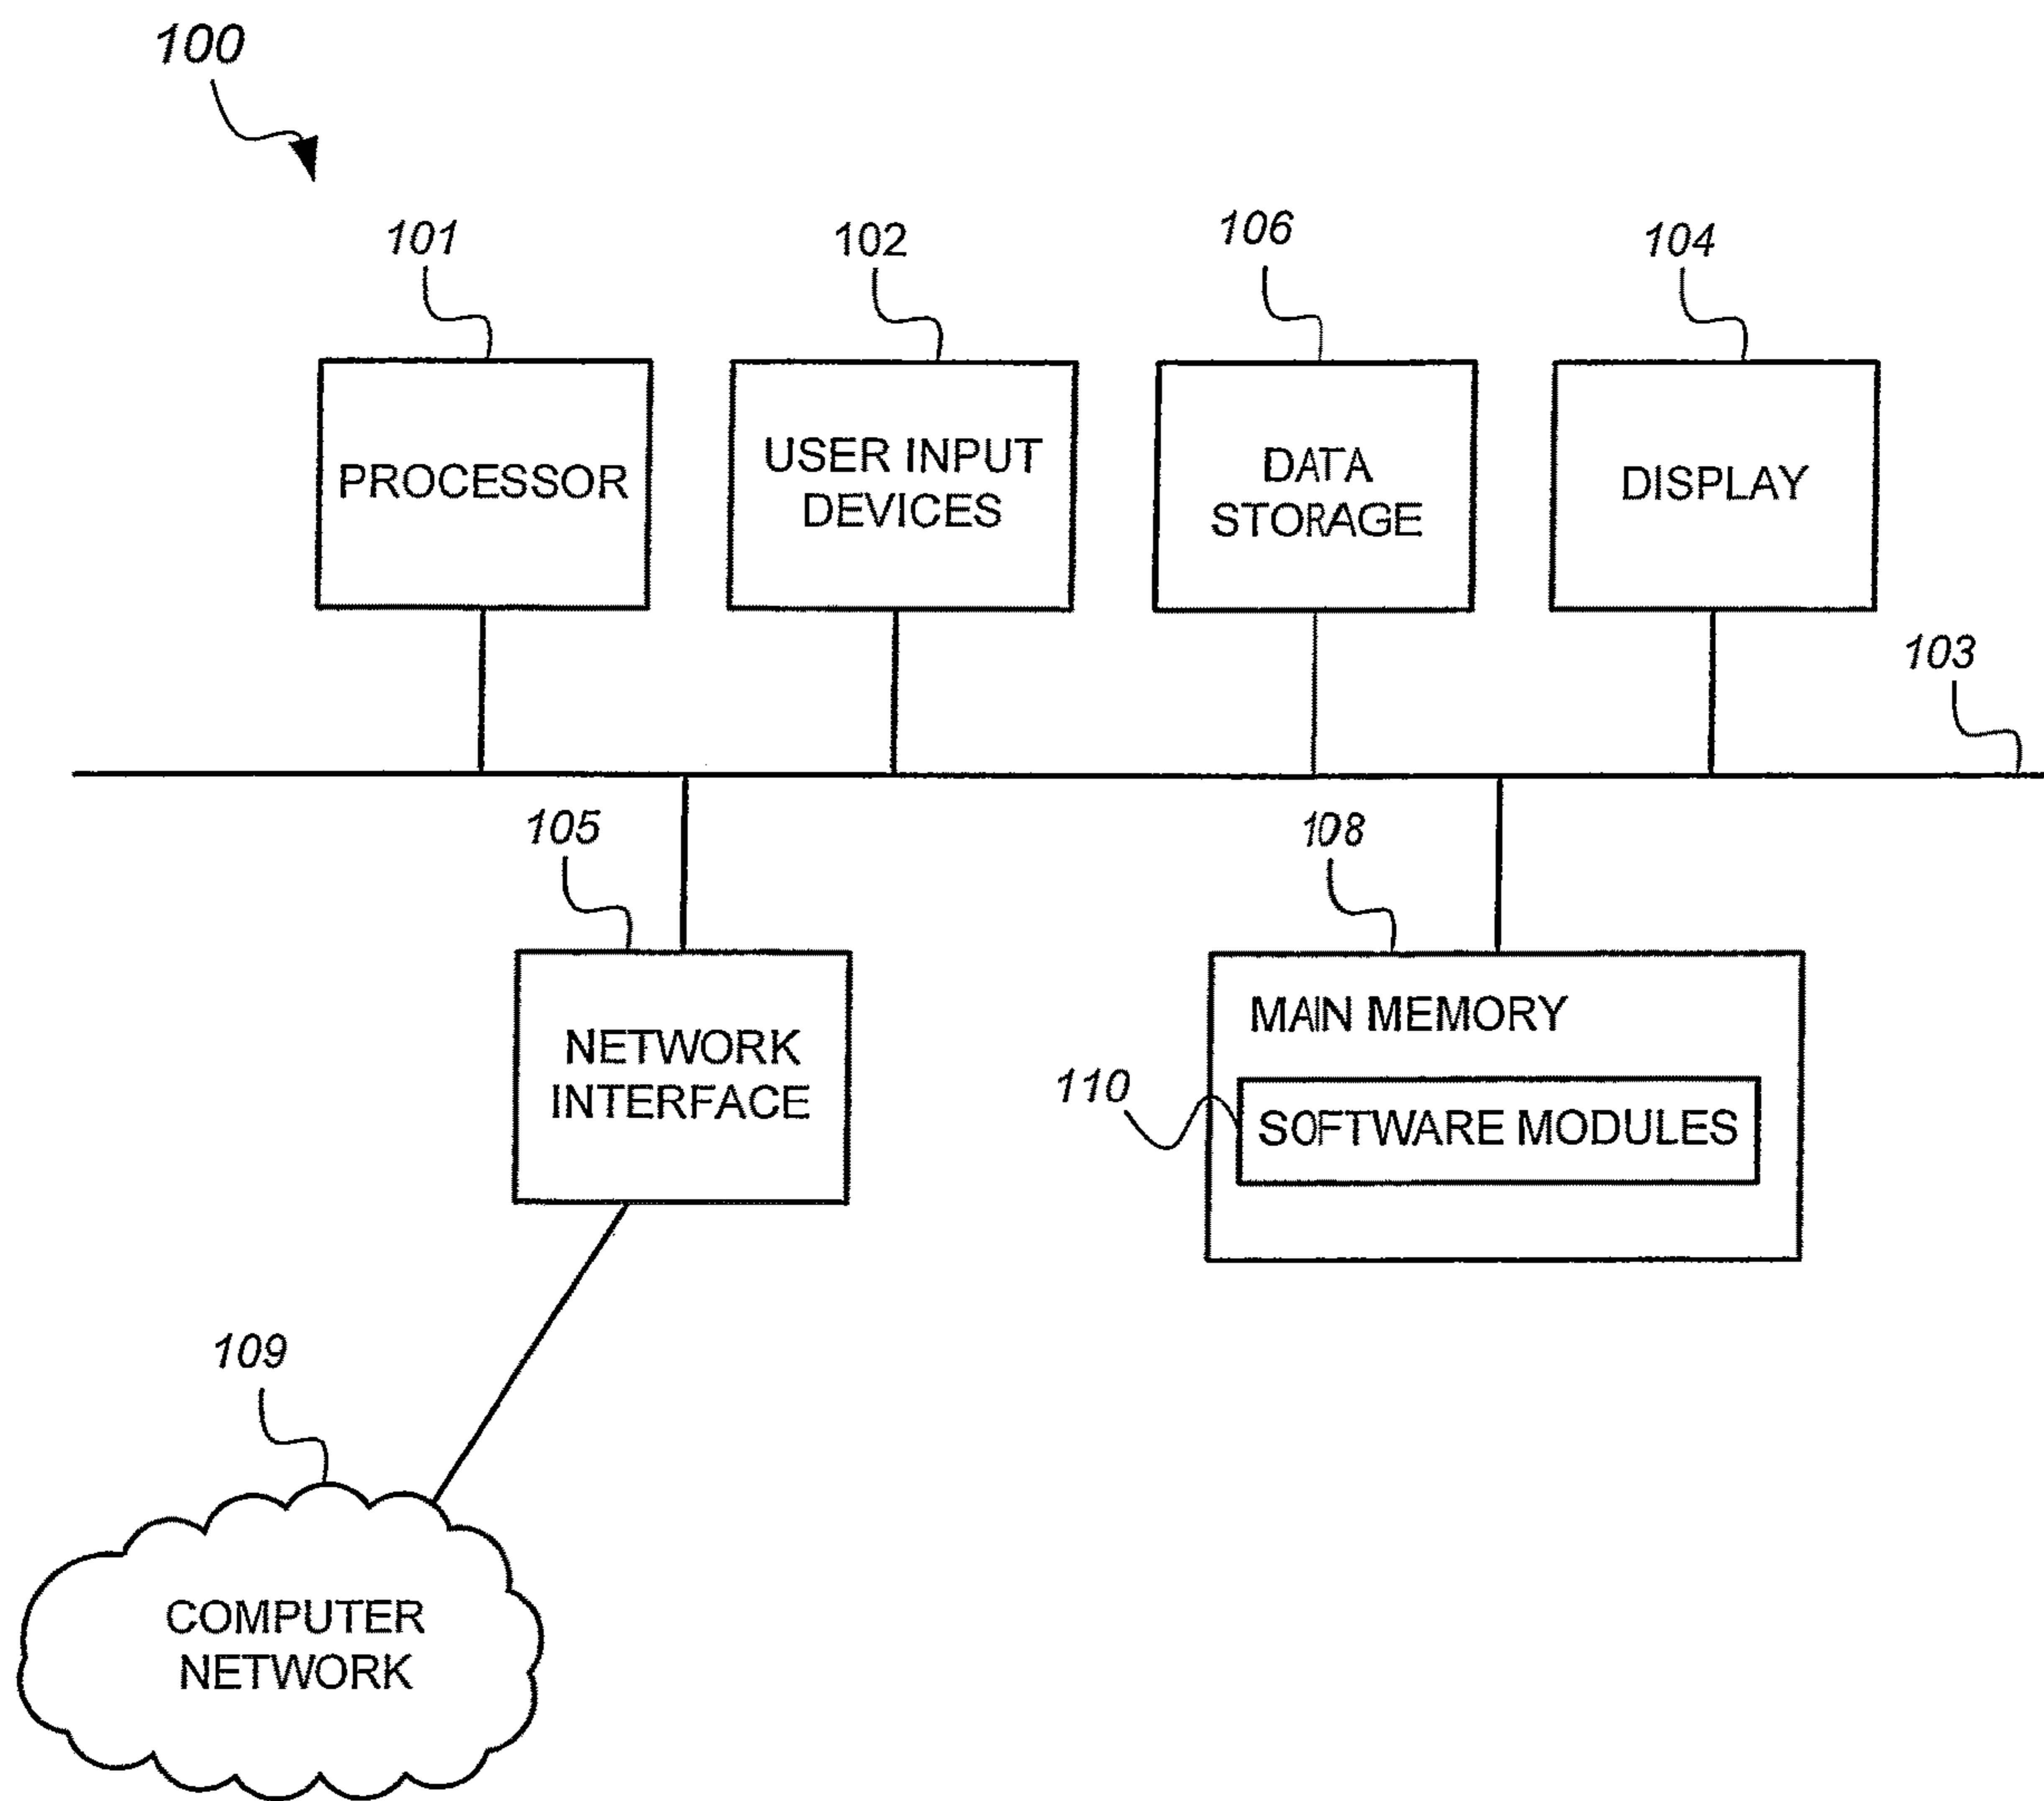 100
101
102
106
104
PROCESSOR
USER INPUT
DEVICES
DATA
STORAGE
DISPLAY
103
105
108
NETWORK
INTERFACE
MAIN MEMORY
110
SOFTWARE MODULES
109
COMPUTER
NETWORK